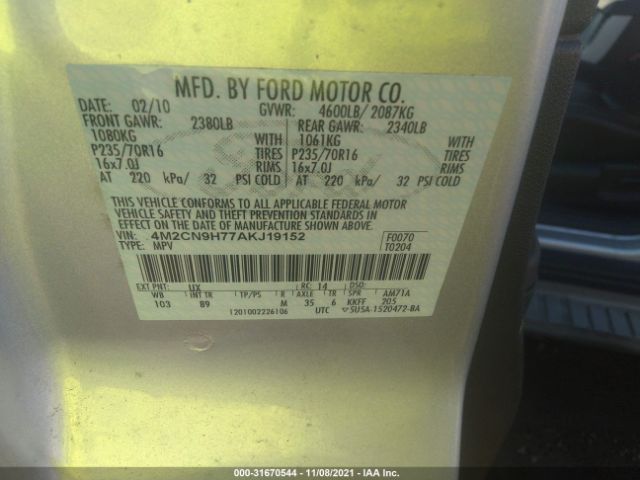 MFD. BY FORD MOTOR CO.
DATE: 02/10 GVWR: 4600LB/ 2087KG
FRONT GAWR: 2380LB REAR GAWR: 2340LB
1080KG WITH 1061KG WITH
P235/70R16 TIRES P235/70R16 TIRES
16x7.0J RIMS 16x7.0J RIMS
AT 220 kPa/ 32 PSI COLD AT 220 kPa/ 32 PSI COLD
THIS VEHICLE CONFORMS TO ALL APPLICABLE FEDERAL MOTOR
VEHICLE SAFETY AND THEFT PREVENTION STANDARDS IN
EFFECT ON THE DATE OF MANUFACTURE SHOWN ABOVE.
VIN: 4M2CN9H77AKJ19152 F0070
TYPE: MPV T0204
EXT PNT: UX RC: 14 DSO:
WB INT TR TP/PS R AXLE TR SPR AM71A
103 89 M 35 6 KKFF 205
1201002226106 UTC 5U5A-1520472-BA
000-31670544 - 11/08/2021 - IAA Inc.